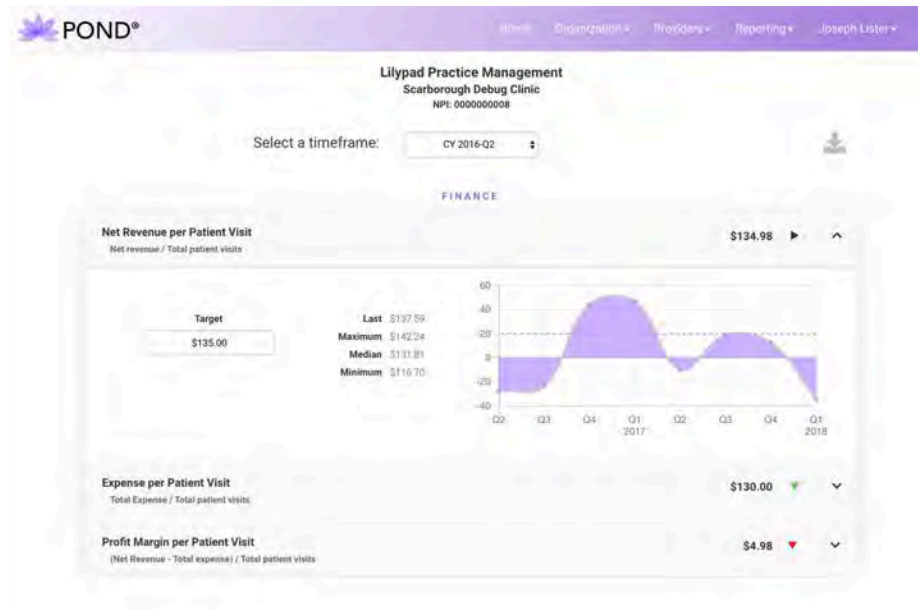 POND®
Home Organization Providers Reporting Joseph Lister
Lilypad Practice Management
Scarborough Debug Clinic
NPI: 0000000008
Select a timeframe: CY 2016-Q2
FINANCE
Net Revenue per Patient Visit
Net revenue / Total patient visits
$134.98
Target
$135.00
Last $137.59
Maximum $142.24
Median $131.81
Minimum $116.70
60
40
20
0
-20
-40
Q2 Q3 Q4 Q1 Q2 Q3 Q4 Q1
2017 2018
Expense per Patient Visit
Total Expense / Total patient visits
$130.00
Profit Margin per Patient Visit
(Net Revenue - Total expense) / Total patient visits
$4.98